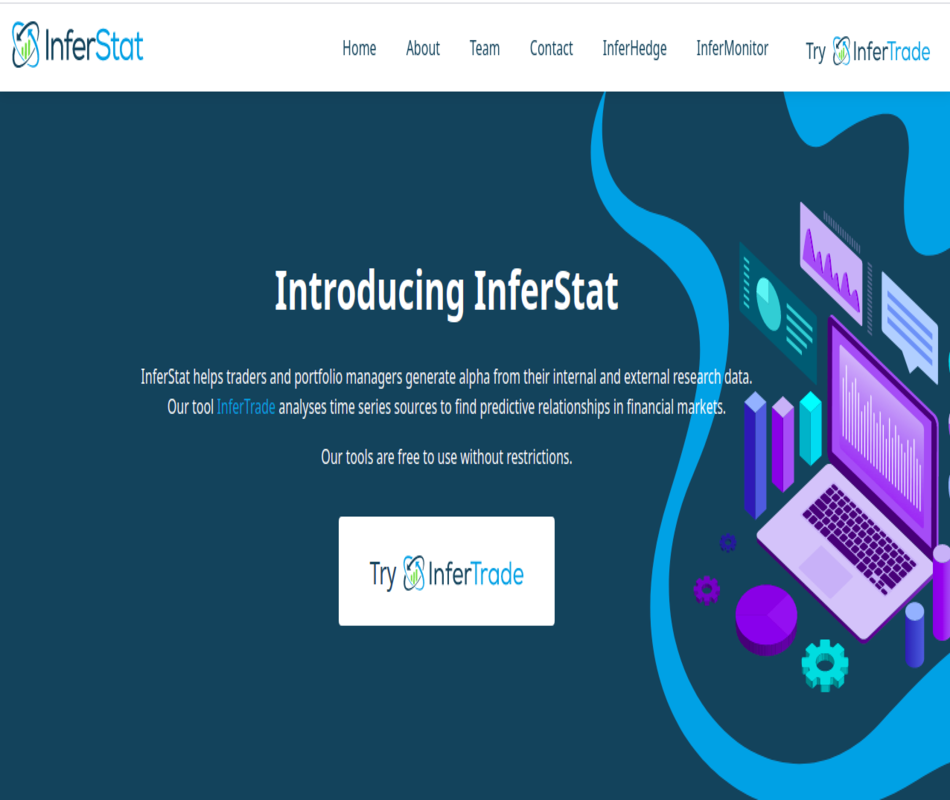 InferStat
Home About Team Contact InferHedge InferMonitor Try InferTrade
Introducing InferStat
InferStat helps traders and portfolio managers generate alpha from their internal and external research data.
Our tool InferTrade analyses time series sources to find predictive relationships in financial markets.
Our tools are free to use without restrictions.
Try InferTrade